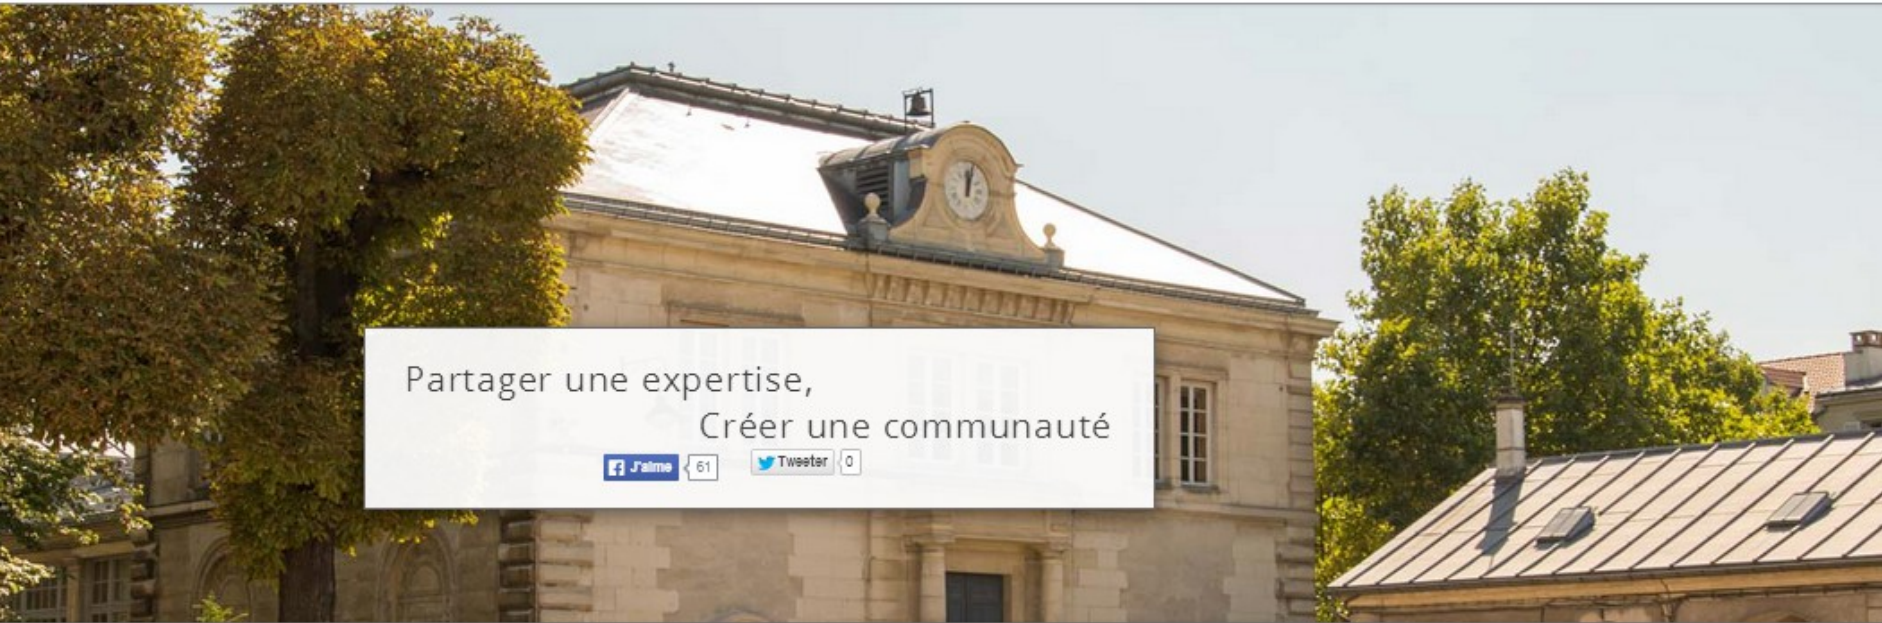 Partager une expertise,
Créer une communauté
J'aime 61 Tweeter 0